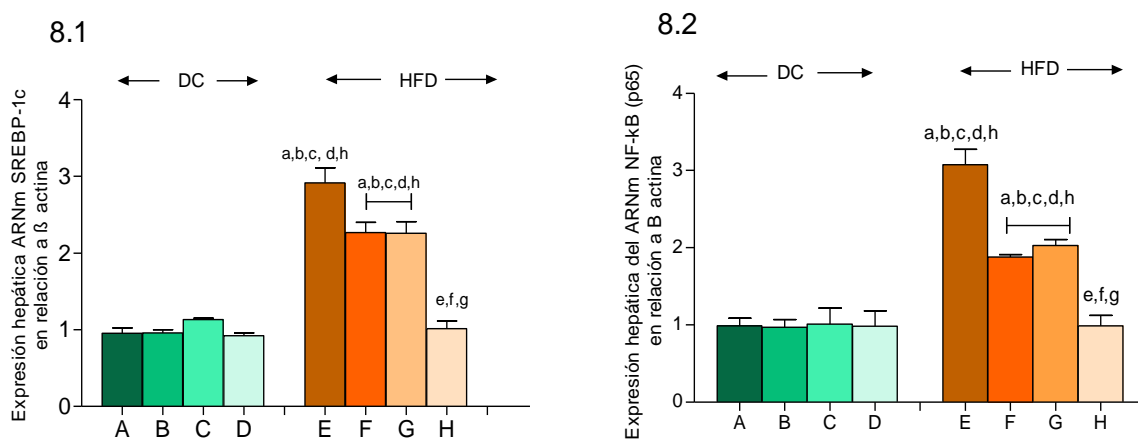 8.1
DC
HFD
Expresión hepática ARNm SREBP-1c
en relación a ß actina
4
3
2
1
0
a,b,c, d,h
a,b,c,d,h
e,f,g
A B C D E F G H
8.2
DC
HFD
Expresión hepática del ARNm NF-kB (p65)
en relación a B actina
4
3
2
1
0
a,b,c,d,h
a,b,c,d,h
e,f,g
A B C D E F G H